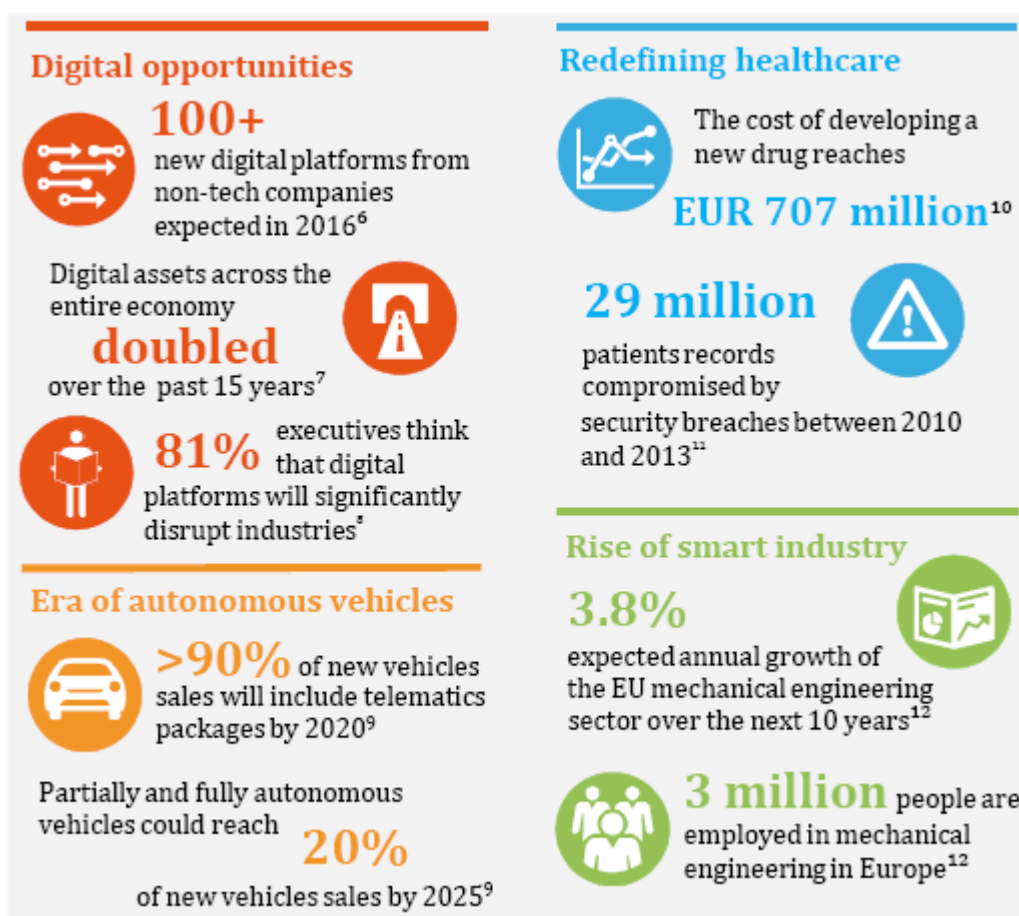 Digital opportunities
100+
new digital platforms from
non-tech companies
expected in 2016⁶
Digital assets across the
entire economy
doubled
over the past 15 years⁷
81% executives think
that digital
platforms will significantly
disrupt industries⁸
Era of autonomous vehicles
>90% of new vehicles
sales will include telematics
packages by 2020⁹
Partially and fully autonomous
vehicles could reach
20%
of new vehicles sales by 2025⁹
Redefining healthcare
The cost of developing a
new drug reaches
EUR 707 million¹⁰
29 million
patients records
compromised by
security breaches between 2010
and 2013¹¹
Rise of smart industry
3.8%
expected annual growth of
the EU mechanical engineering
sector over the next 10 years¹²
3 million people are
employed in mechanical
engineering in Europe¹²